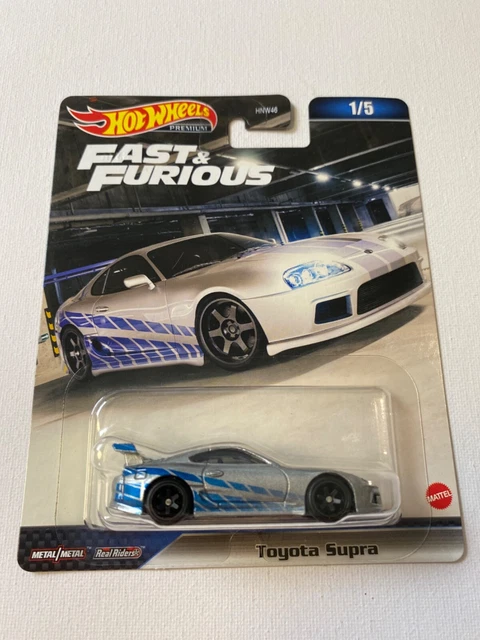 HOT WHEELS
PREMIUM
HNW46
1/5
FAST &
FURIOUS
MATTEL
METAL/METAL
Real Riders
Toyota Supra